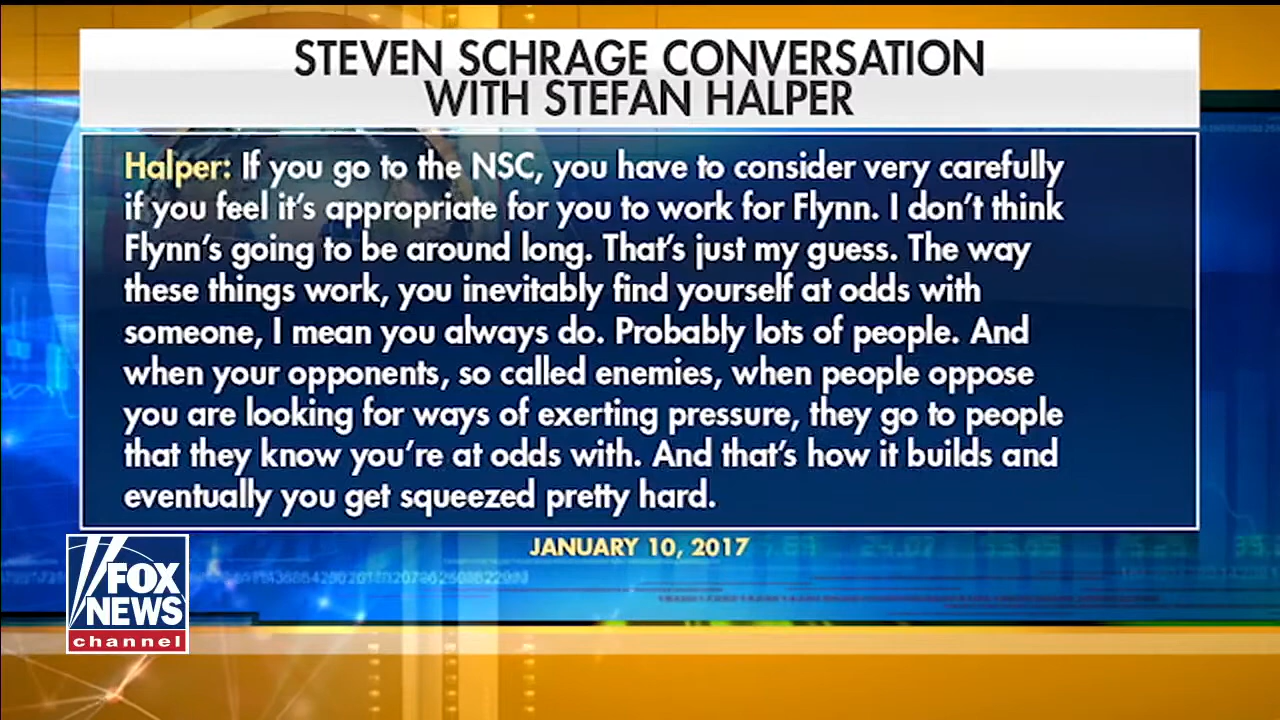 STEVEN SCHRAGE CONVERSATION
WITH STEFAN HALPER
Halper: If you go to the NSC, you have to consider very carefully
if you feel it's appropriate for you to work for Flynn. I don't think
Flynn's going to be around long. That's just my guess. The way
these things work, you inevitably find yourself at odds with
someone, I mean you always do. Probably lots of people. And
when your opponents, so called enemies, when people oppose
you are looking for ways of exerting pressure, they go to people
that they know you're at odds with. And that's how it builds and
eventually you get squeezed pretty hard.
JANUARY 10, 2017
FOX
NEWS
channel